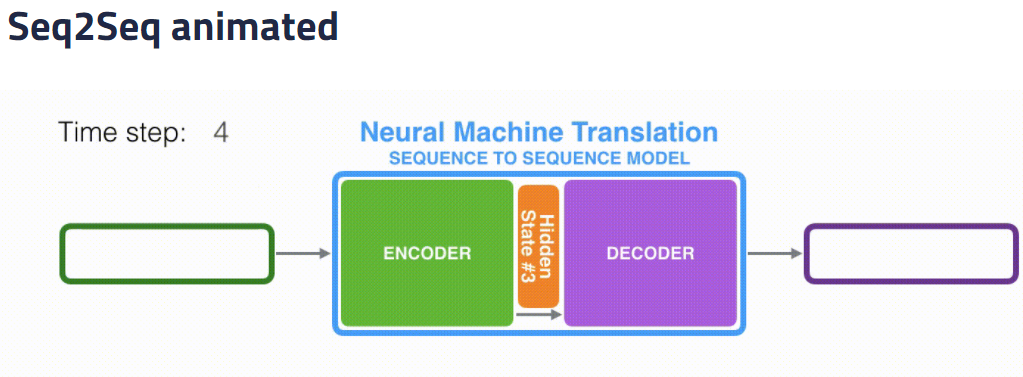 Seq2Seq animated
Time step: 4
Neural Machine Translation
SEQUENCE TO SEQUENCE MODEL
ENCODER
Hidden
State #3
DECODER